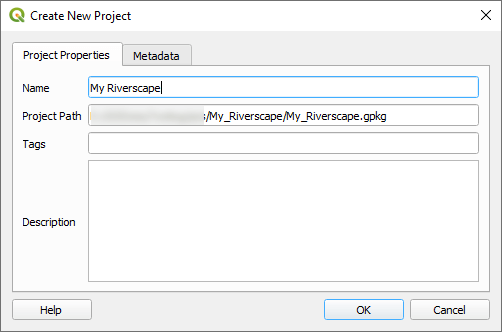 Create New Project
Project Properties
Metadata
Name
My Riverscape
Project Path
/My_Riverscape/My_Riverscape.gpkg
Tags
Description
Help
OK
Cancel